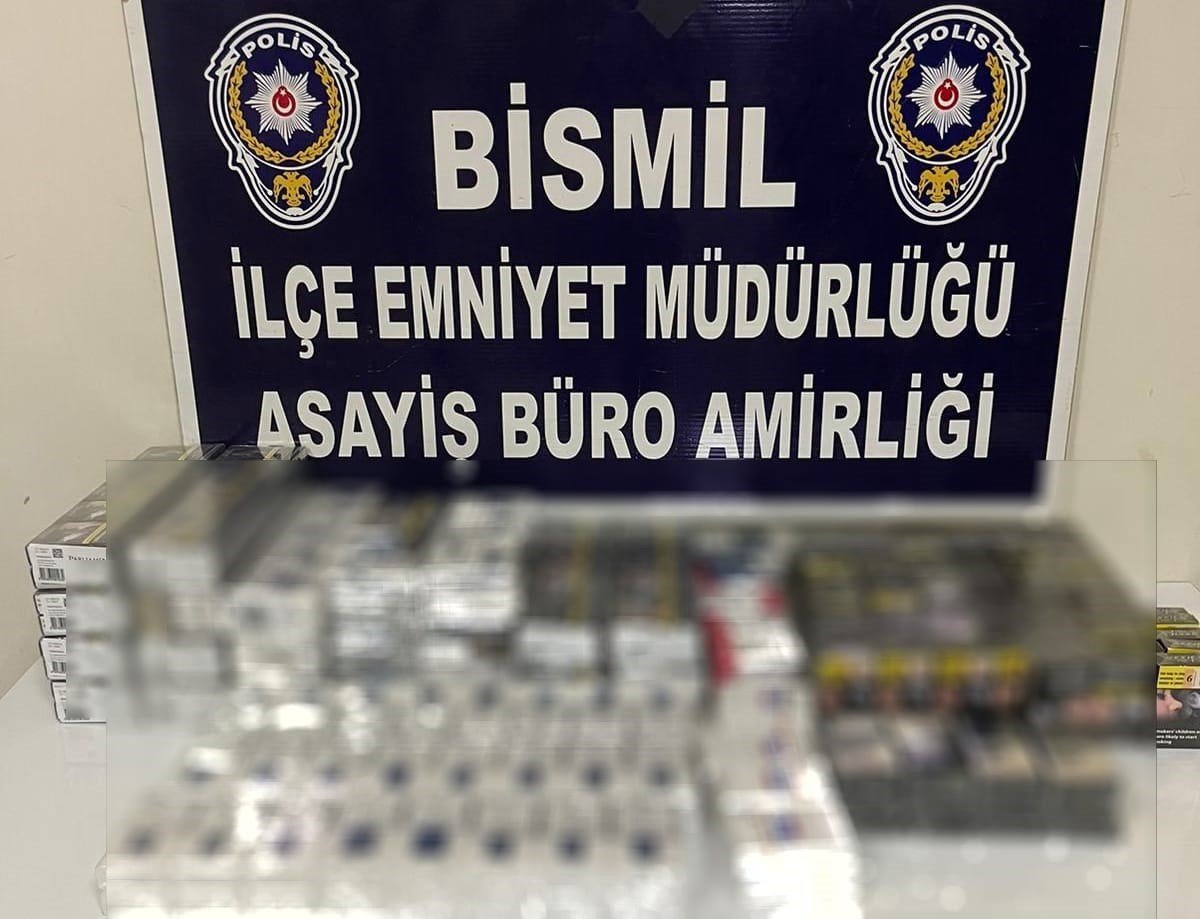 POLİS
POLİS
BİSMİL
İLÇE EMNİYET MÜDÜRLÜĞÜ
ASAYİŞ BÜRO AMİRLİĞİ